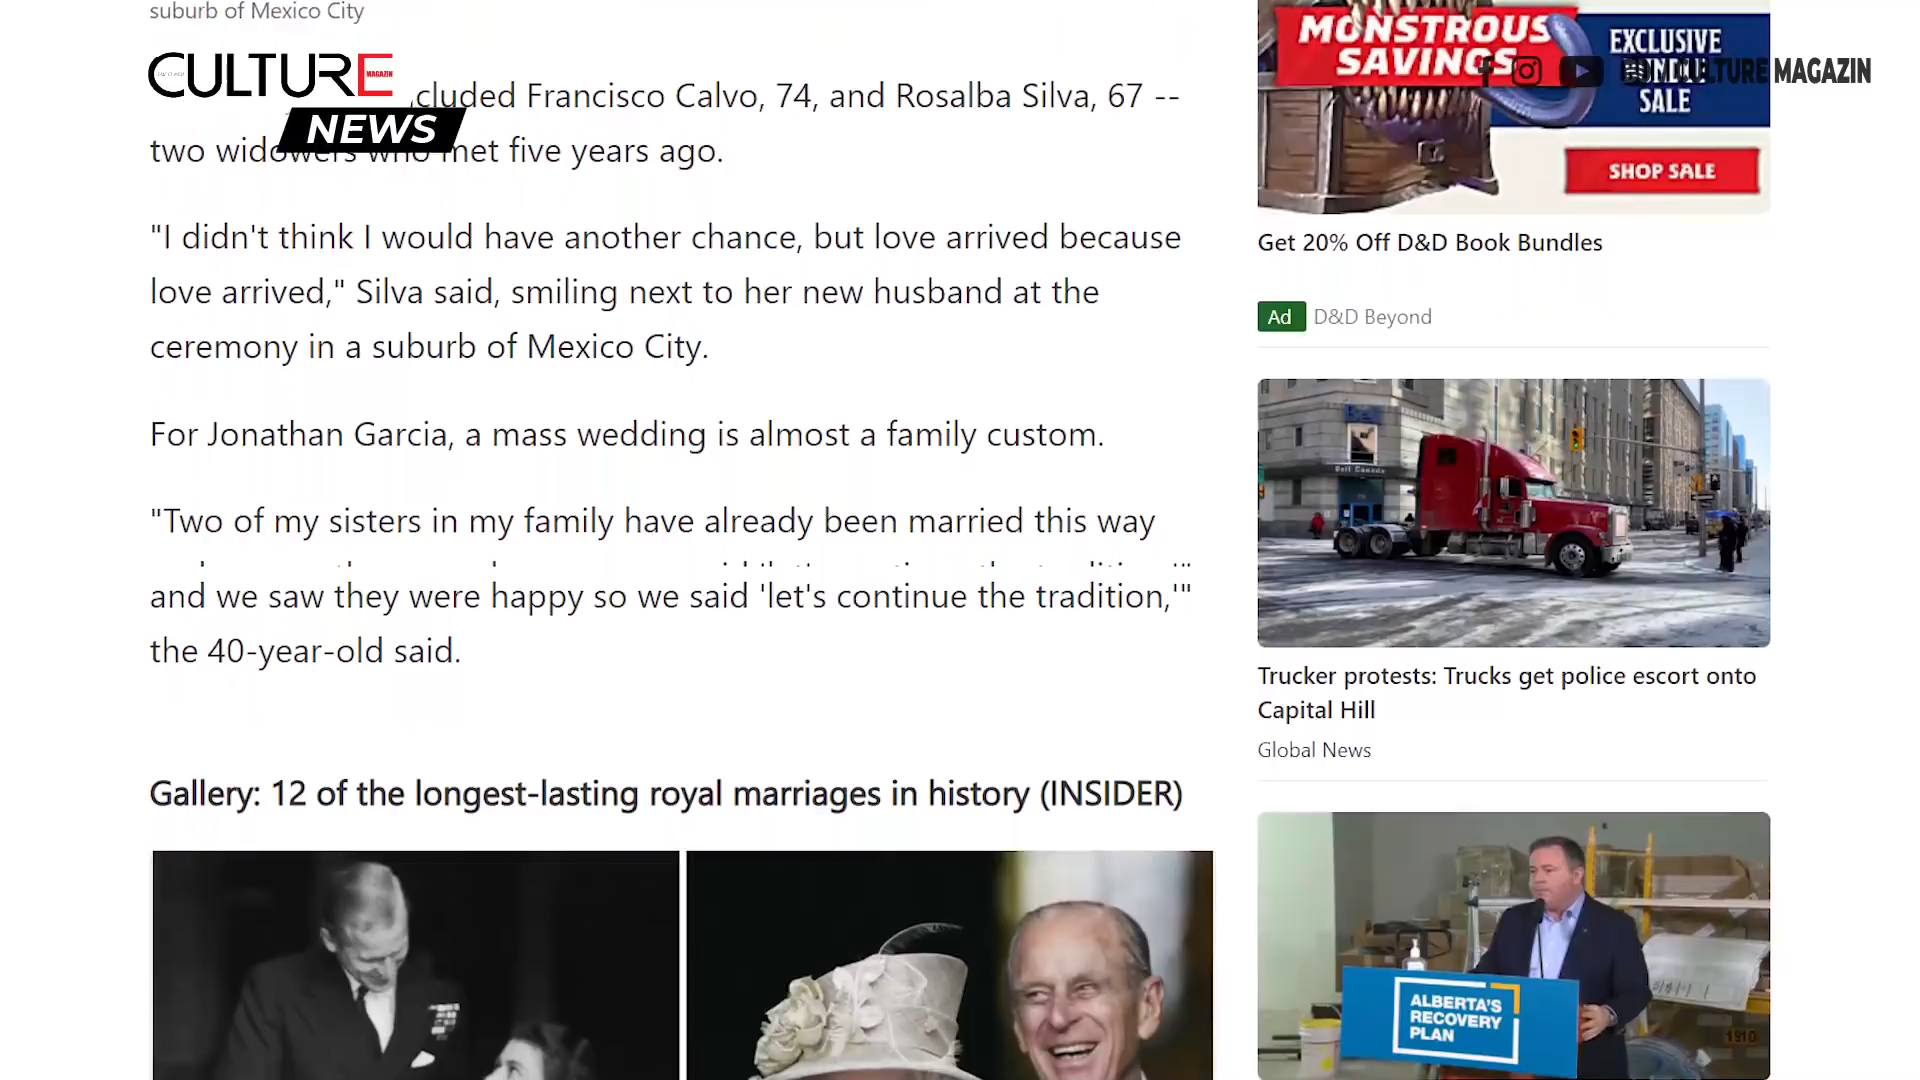 suburb of Mexico City
CULTURE
MAGAZIN
NEWS
cluded Francisco Calvo, 74, and Rosalba Silva, 67 --
two widowers who met five years ago.
"I didn't think I would have another chance, but love arrived because
love arrived," Silva said, smiling next to her new husband at the
ceremony in a suburb of Mexico City.
For Jonathan Garcia, a mass wedding is almost a family custom.
"Two of my sisters in my family have already been married this way
and we saw they were happy so we said 'let's continue the tradition,'"
the 40-year-old said.
Gallery: 12 of the longest-lasting royal marriages in history (INSIDER)
MONSTROUS
SAVINGS
EXCLUSIVE
BUNDLE
SALE
CULTURE MAGAZIN
SHOP SALE
Get 20% Off D&D Book Bundles
Ad D&D Beyond
Bell Canada
Trucker protests: Trucks get police escort onto
Capital Hill
Global News
ALBERTA'S
RECOVERY
PLAN
1910